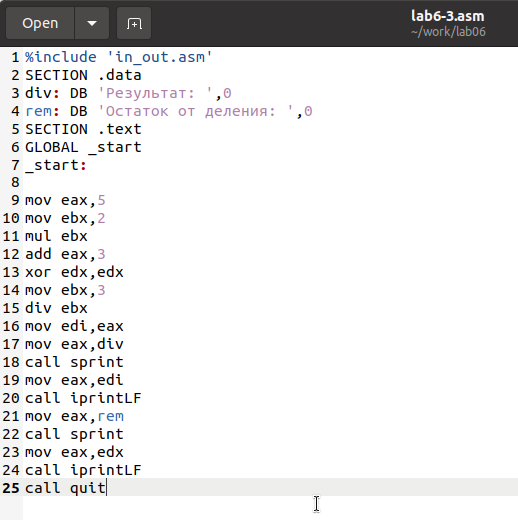 Open
lab6-3.asm
~/work/lab06
1 %include 'in_out.asm'
2 SECTION .data
3 div: DB 'Результат: ',0
4 rem: DB 'Остаток от деления: ',0
5 SECTION .text
6 GLOBAL _start
7 _start:
8
9 mov eax,5
10 mov ebx,2
11 mul ebx
12 add eax,3
13 xor edx,edx
14 mov ebx,3
15 div ebx
16 mov edi,eax
17 mov eax,div
18 call sprint
19 mov eax,edi
20 call iprintLF
21 mov eax,rem
22 call sprint
23 mov eax,edx
24 call iprintLF
25 call quit